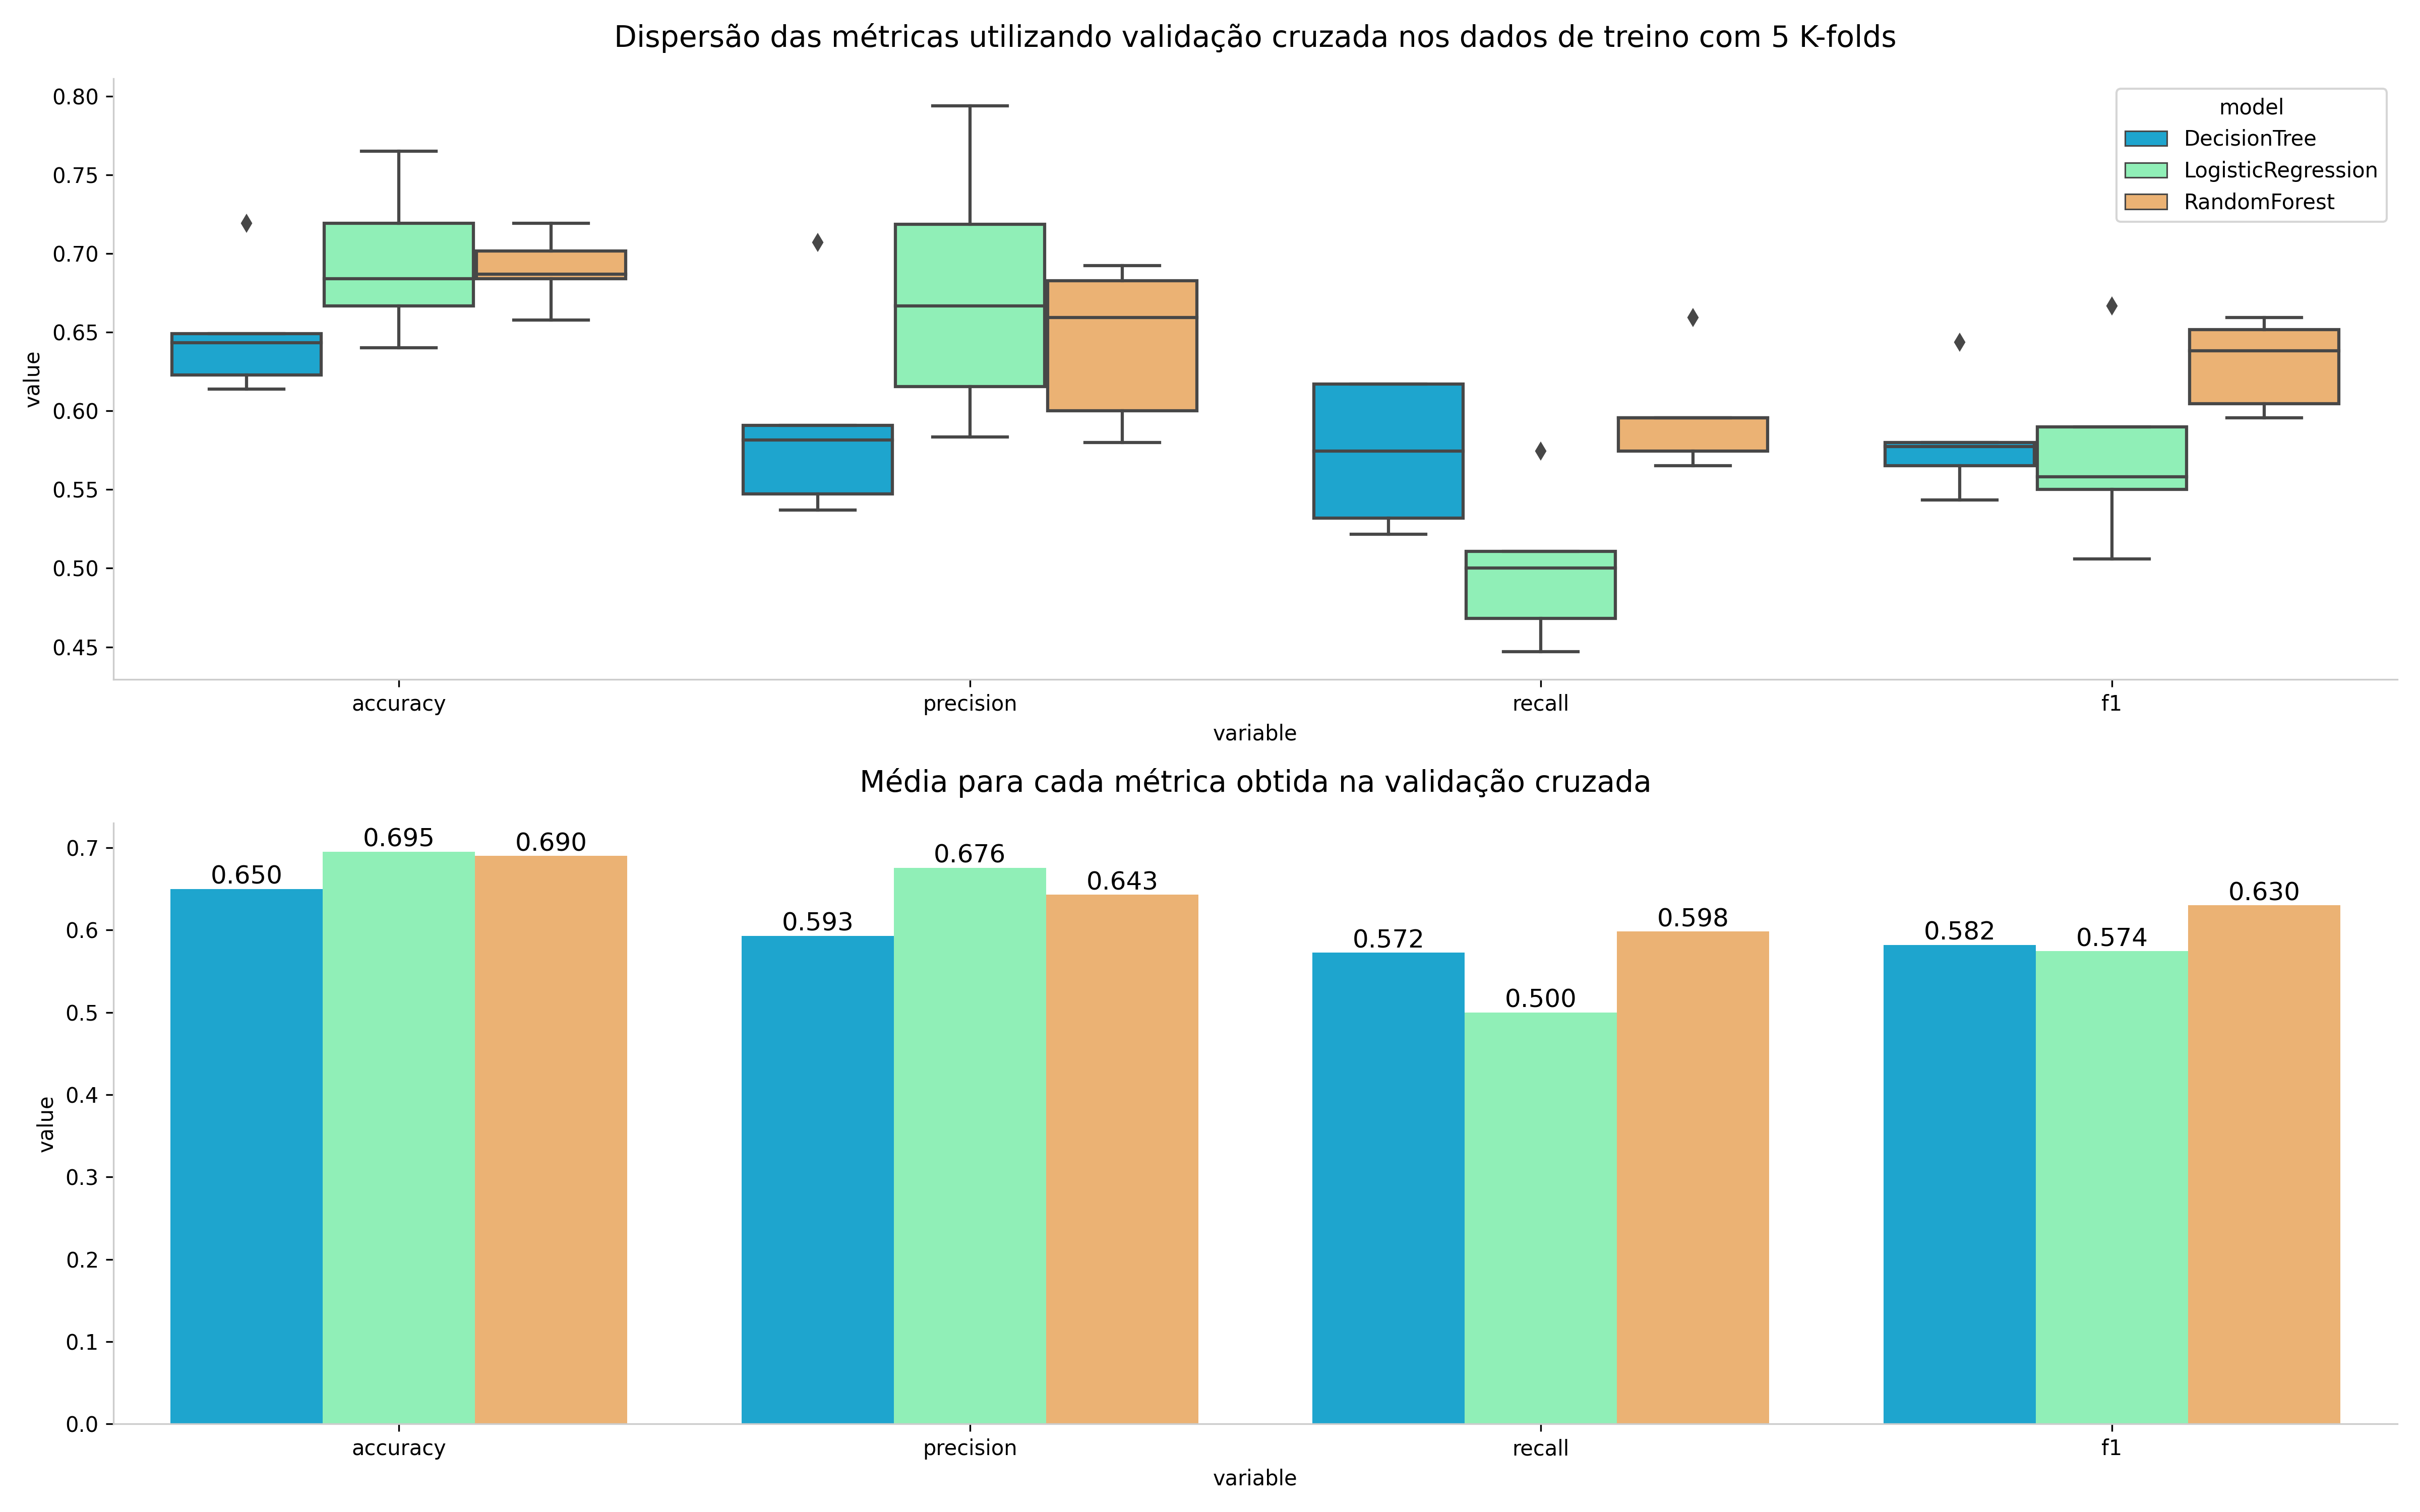 Dispersão das métricas utilizando validação cruzada nos dados de treino com 5 K-folds
0.80
0.75
0.70
0.65
0.60
0.55
0.50
0.45
value
model
DecisionTree
LogisticRegression
RandomForest
accuracy
precision
recall
f1
variable
Média para cada métrica obtida na validação cruzada
0.7
0.6
0.5
0.4
0.3
0.2
0.1
0.0
value
0.650
0.695
0.690
0.593
0.676
0.643
0.572
0.500
0.598
0.582
0.574
0.630
accuracy
precision
recall
f1
variable